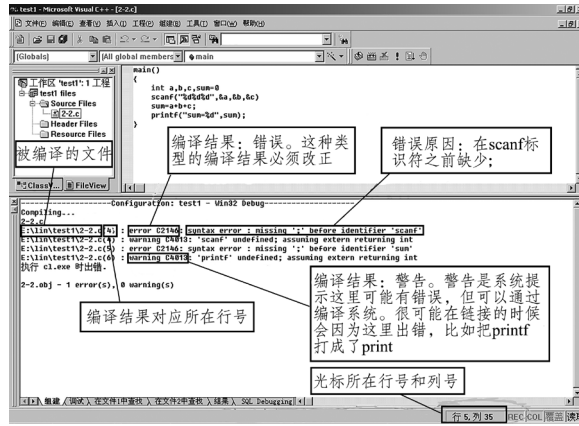 test1 - Microsoft Visual C++ - [2-2.c]
文件(F) 编辑(E) 查看(V) 插入(I) 工程(P) 组建(B) 工具(T) 窗口(W) 帮助(H)
(Globals) [All global members] main
工作区 'test1': 1 工程
test1 files
Source Files
2-2.c
Header Files
Resource Files
ClassV... FileView
main()
{
int a,b,c,sum=0
scanf("%d%d%d",&a,&b,&c)
sum=a+b+c;
printf("sum=%d",sum);
}
被编译的文件
编译结果：错误。这种类型的编译结果必须改正
错误原因：在scanf标识符之前缺少；
--------------------Configuration: test1 - Win32 Debug--------------------
Compiling...
2-2.c
E:\lin\test1\2-2.c(4) : error C2146: syntax error : missing ';' before identifier 'scanf'
E:\lin\test1\2-2.c(4) : warning C4013: 'scanf' undefined; assuming extern returning int
E:\lin\test1\2-2.c(5) : error C2146: syntax error : missing ';' before identifier 'sum'
E:\lin\test1\2-2.c(6) : warning C4013: 'printf' undefined; assuming extern returning int
执行 cl.exe 时出错.
2-2.obj - 1 error(s), 0 warning(s)
编译结果对应所在行号
编译结果：警告。警告是系统提示这里可能有错误，但可以通过编译系统。很可能在链接的时候会因为这里出错，比如把printf打成了print
光标所在行号和列号
组建 调试 在文件1中查找 在文件2中查找 结果 SQL Debugging
行 5, 列 35 REC COL 覆盖 读取